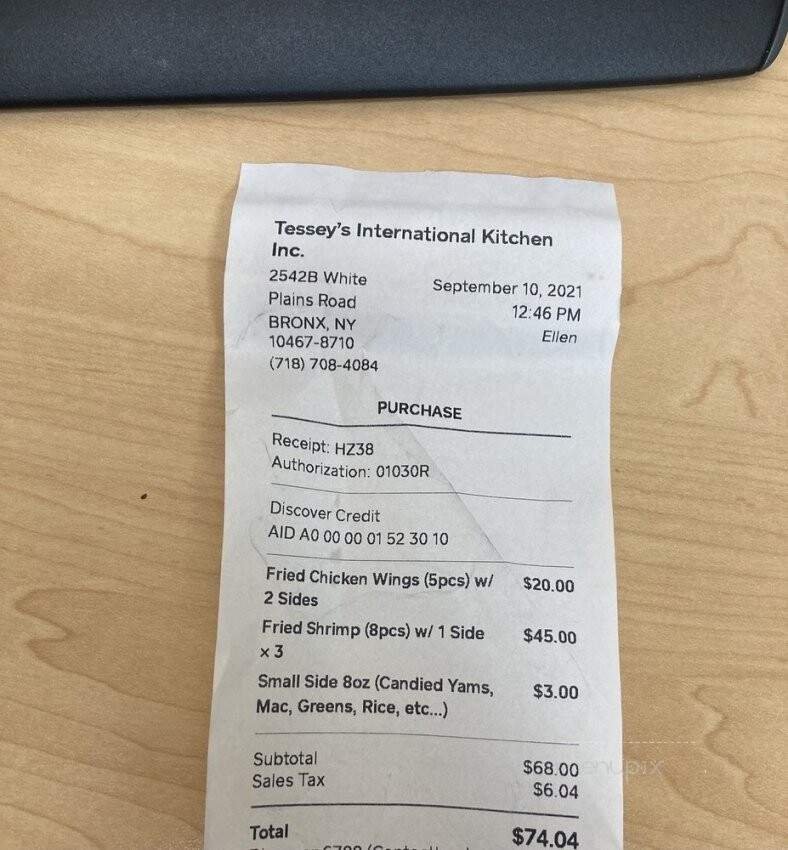 Tessey's International Kitchen
Inc.
2542B White
Plains Road
BRONX, NY
10467-8710
(718) 708-4084
September 10, 2021
12:46 PM
Ellen
PURCHASE
Receipt: HZ38
Authorization: 01030R
Discover Credit
AID A0 00 00 01 52 30 10
Fried Chicken Wings (5pcs) w/ $20.00
2 Sides
Fried Shrimp (8pcs) w/ 1 Side $45.00
x 3
Small Side 8oz (Candied Yams, $3.00
Mac, Greens, Rice, etc...)
Subtotal $68.00
Sales Tax $6.04
Total $74.04